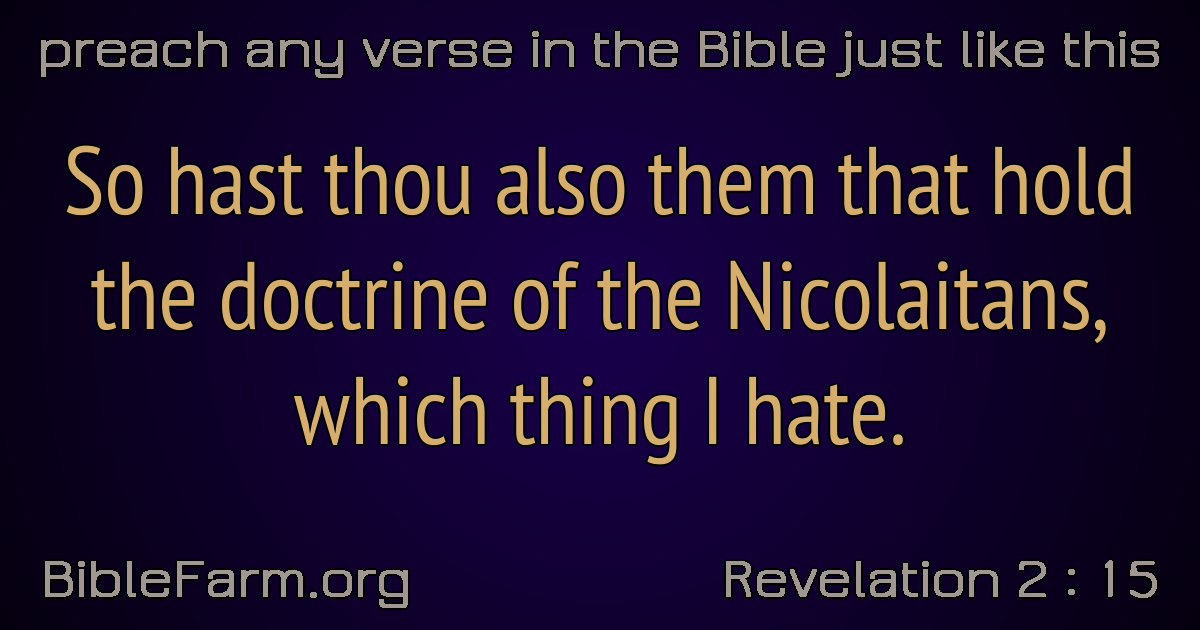 preach any verse in the Bible just like this
So hast thou also them that hold
the doctrine of the Nicolaitans,
which thing I hate.
BibleFarm.org
Revelation 2 : 15